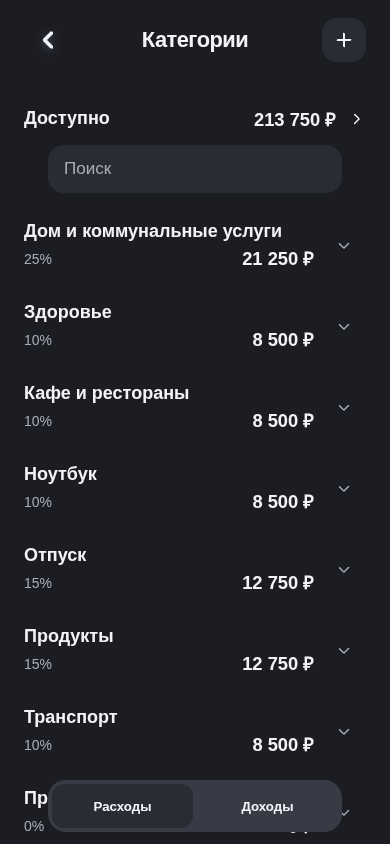 Категории
Доступно 213 750 ₽
Поиск
Дом и коммунальные услуги
25% 21 250 ₽
Здоровье
10% 8 500 ₽
Кафе и рестораны
10% 8 500 ₽
Ноутбук
10% 8 500 ₽
Отпуск
15% 12 750 ₽
Продукты
15% 12 750 ₽
Транспорт
10% 8 500 ₽
Расходы Доходы
0%